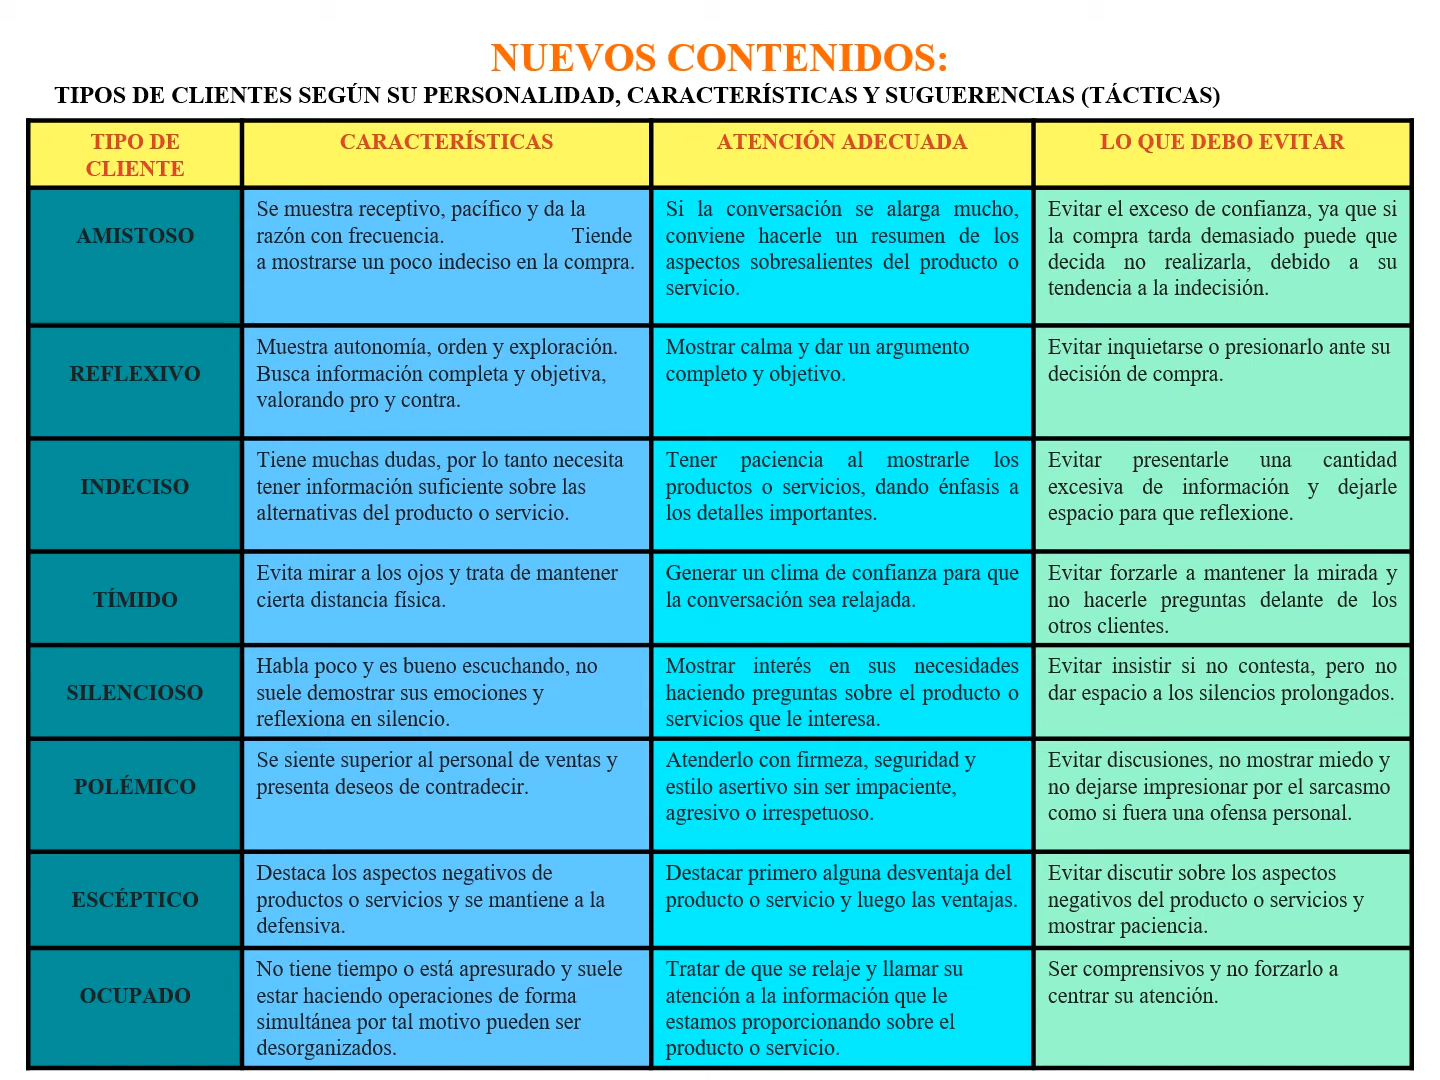 NUEVOS CONTENIDOS:
TIPOS DE CLIENTES SEGÚN SU PERSONALIDAD, CARACTERÍSTICAS Y SUGUERENCIAS (TÁCTICAS)
TIPO DE
CLIENTE
CARACTERÍSTICAS
ATENCIÓN ADECUADA
LO QUE DEBO EVITAR
AMISTOSO
Se muestra receptivo, pacífico y da la
razón con frecuencia. Tiende
a mostrarse un poco indeciso en la compra.
Si la conversación se alarga mucho,
conviene hacerle un resumen de los
aspectos sobresalientes del producto o
servicio.
Evitar el exceso de confianza, ya que si
la compra tarda demasiado puede que
decida no realizarla, debido a su
tendencia a la indecisión.
REFLEXIVO
Muestra autonomía, orden y exploración.
Busca información completa y objetiva,
valorando pro y contra.
Mostrar calma y dar un argumento
completo y objetivo.
Evitar inquietarse o presionarlo ante su
decisión de compra.
INDECISO
Tiene muchas dudas, por lo tanto necesita
tener información suficiente sobre las
alternativas del producto o servicio.
Tener paciencia al mostrarle los
productos o servicios, dando énfasis a
los detalles importantes.
Evitar presentarle una cantidad
excesiva de información y dejarle
espacio para que reflexione.
TÍMIDO
Evita mirar a los ojos y trata de mantener
cierta distancia física.
Generar un clima de confianza para que
la conversación sea relajada.
Evitar forzarle a mantener la mirada y
no hacerle preguntas delante de los
otros clientes.
SILENCIOSO
Habla poco y es bueno escuchando, no
suele demostrar sus emociones y
reflexiona en silencio.
Mostrar interés en sus necesidades
haciendo preguntas sobre el producto o
servicios que le interesa.
Evitar insistir si no contesta, pero no
dar espacio a los silencios prolongados.
POLÉMICO
Se siente superior al personal de ventas y
presenta deseos de contradecir.
Atenderlo con firmeza, seguridad y
estilo asertivo sin ser impaciente,
agresivo o irrespetuoso.
Evitar discusiones, no mostrar miedo y
no dejarse impresionar por el sarcasmo
como si fuera una ofensa personal.
ESCÉPTICO
Destaca los aspectos negativos de
productos o servicios y se mantiene a la
defensiva.
Destacar primero alguna desventaja del
producto o servicio y luego las ventajas.
Evitar discutir sobre los aspectos
negativos del producto o servicios y
mostrar paciencia.
OCUPADO
No tiene tiempo o está apresurado y suele
estar haciendo operaciones de forma
simultánea por tal motivo pueden ser
desorganizados.
Tratar de que se relaje y llamar su
atención a la información que le
estamos proporcionando sobre el
producto o servicio.
Ser comprensivos y no forzarlo a
centrar su atención.